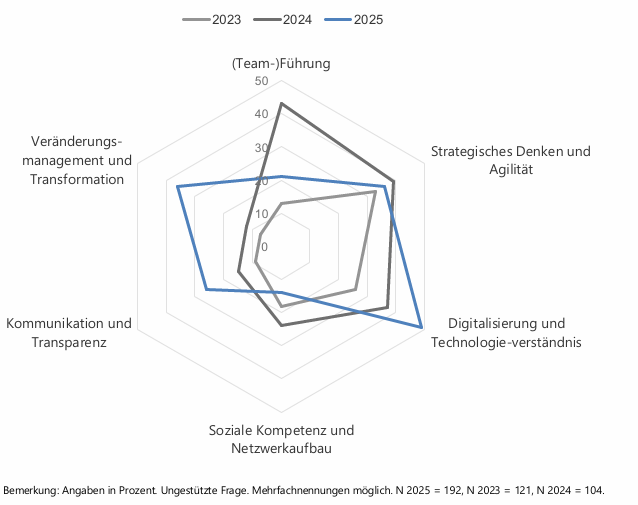 2023 2024 2025
(Team-)Führung
50
40
30
20
10
0
Strategisches Denken und
Agilität
Digitalisierung und
Technologie-verständnis
Soziale Kompetenz und
Netzwerkaufbau
Kommunikation und
Transparenz
Veränderungs-
management und
Transformation
Bemerkung: Angaben in Prozent. Ungestützte Frage. Mehrfachnennungen möglich. N 2025 = 192, N 2023 = 121, N 2024 = 104.